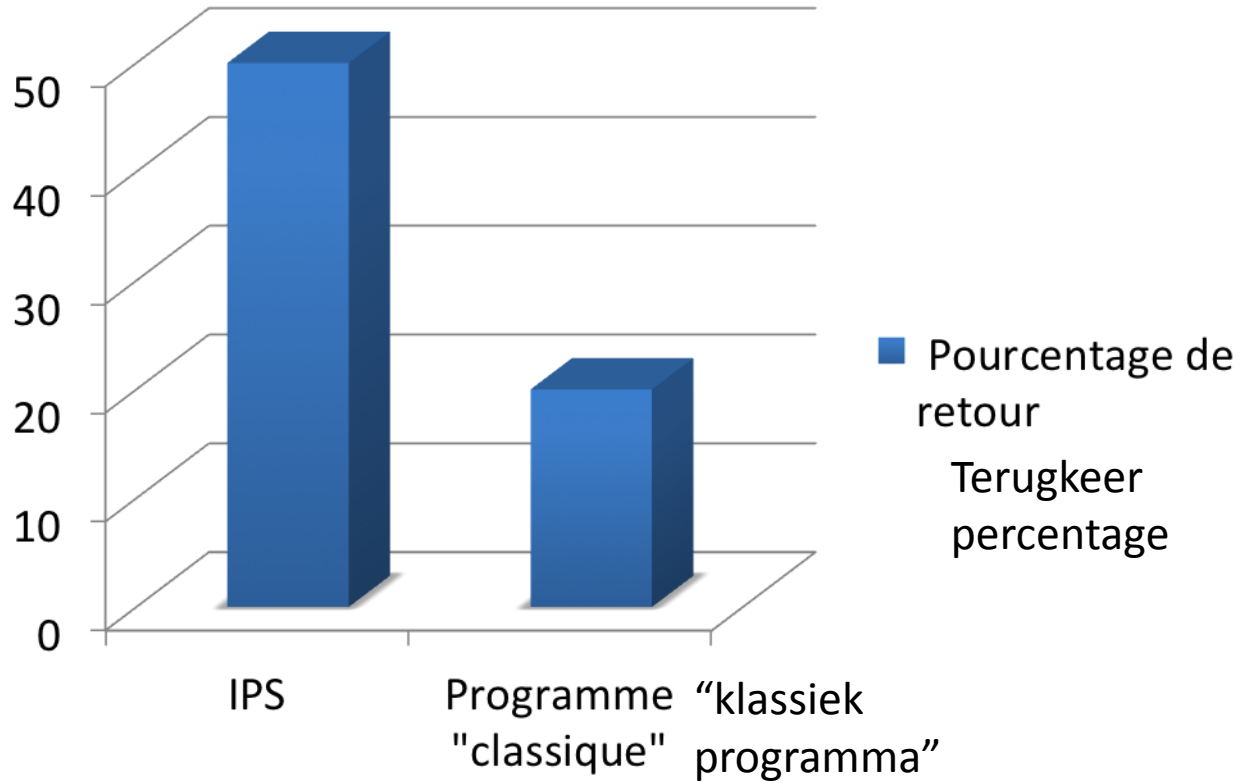 50
40
30
20
10
0
IPS
Programme
"classique"
“klassiek
programma”
Pourcentage de
retour
Terugkeer
percentage